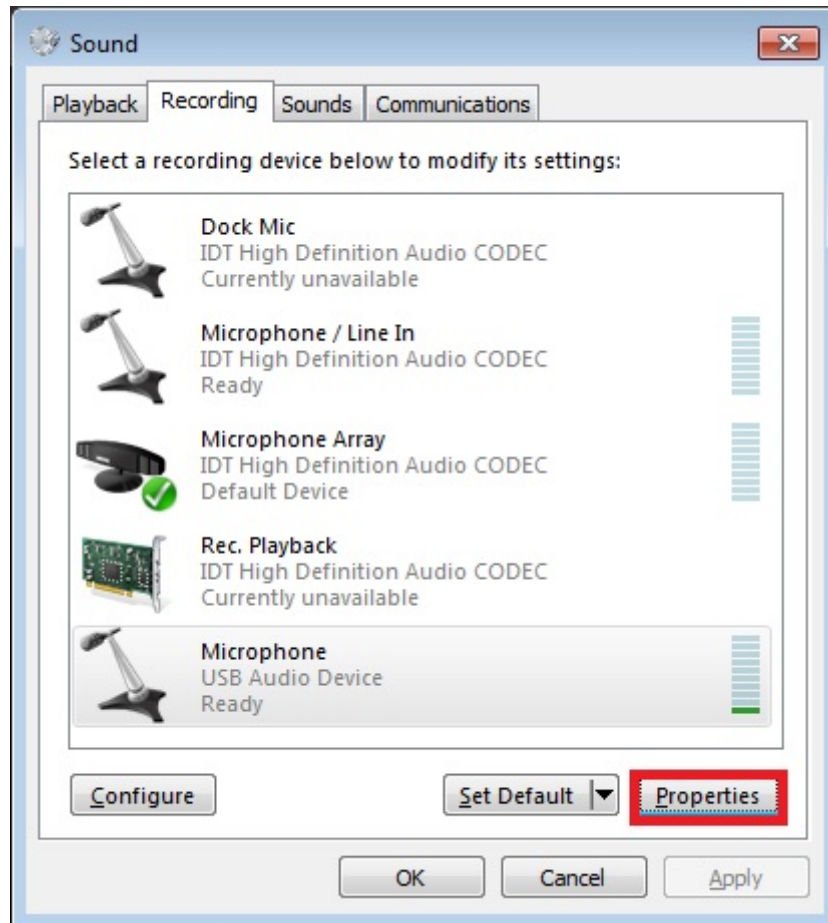 Sound
Playback Recording Sounds Communications
Select a recording device below to modify its settings:
Dock Mic
IDT High Definition Audio CODEC
Currently unavailable
Microphone / Line In
IDT High Definition Audio CODEC
Ready
Microphone Array
IDT High Definition Audio CODEC
Default Device
Rec. Playback
IDT High Definition Audio CODEC
Currently unavailable
Microphone
USB Audio Device
Ready
Configure Set Default Properties
OK Cancel Apply